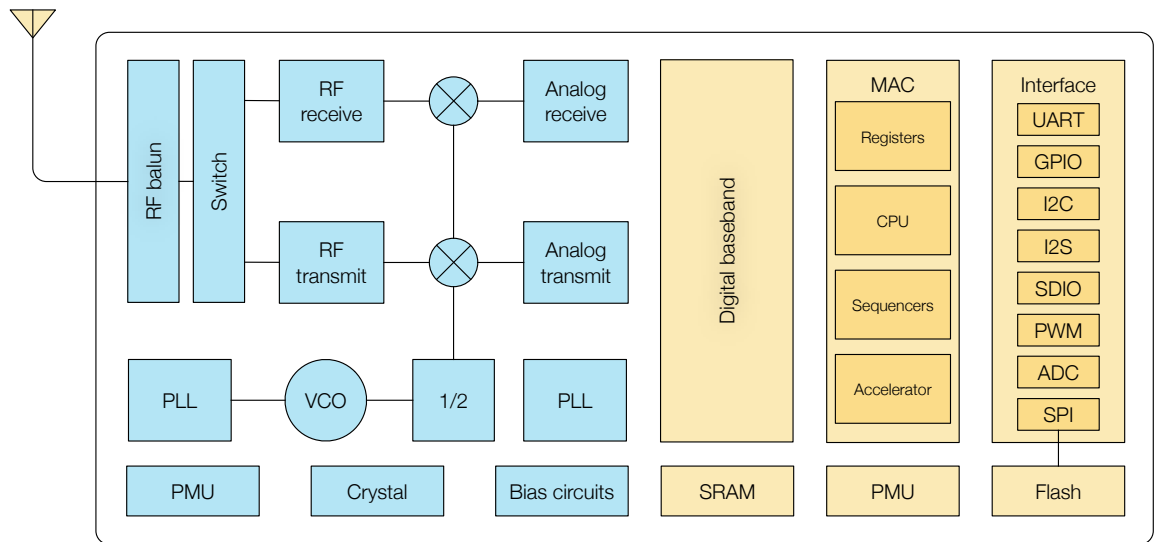 RF balun
Switch
RF
receive
Analog
receive
RF
transmit
Analog
transmit
PLL
VCO
1/2
PLL
PMU
Crystal
Bias circuits
Digital baseband
SRAM
MAC
Registers
CPU
Sequencers
Accelerator
PMU
Interface
UART
GPIO
I2C
I2S
SDIO
PWM
ADC
SPI
Flash